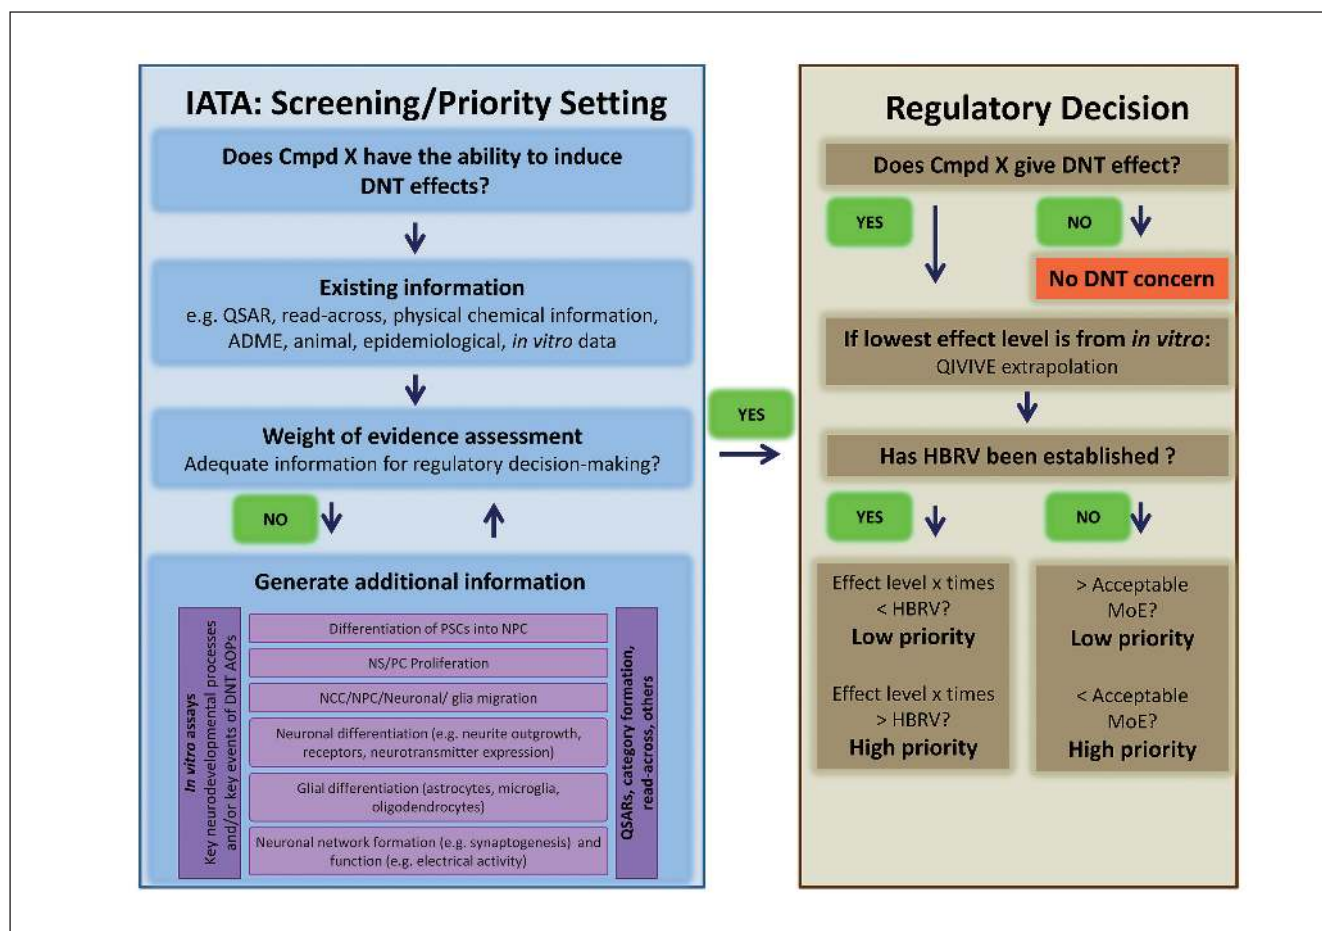 IATA: Screening/Priority Setting
Does Cmpd X have the ability to induce
DNT effects?
Existing information
e.g. QSAR, read-across, physical chemical information,
ADME, animal, epidemiological, in vitro data
Weight of evidence assessment
Adequate information for regulatory decision-making?
NO
Generate additional information
In vitro assays
Key neurodevelopmental processes
and/or key events of DNT AOPs
Differentiation of PSCs into NPC
NS/PC Proliferation
NCC/NPC/Neuronal/ glia migration
Neuronal differentiation (e.g. neurite outgrowth,
receptors, neurotransmitter expression)
Glial differentiation (astrocytes, microglia,
oligodendrocytes)
Neuronal network formation (e.g. synaptogenesis) and
function (e.g. electrical activity)
QSARs, category formation,
read-across, others
YES
Regulatory Decision
Does Cmpd X give DNT effect?
YES
NO
No DNT concern
If lowest effect level is from in vitro:
QIVIVE extrapolation
Has HBRV been established ?
YES
NO
Effect level x times
< HBRV?
Low priority
Effect level x times
> HBRV?
High priority
> Acceptable
MoE?
Low priority
< Acceptable
MoE?
High priority